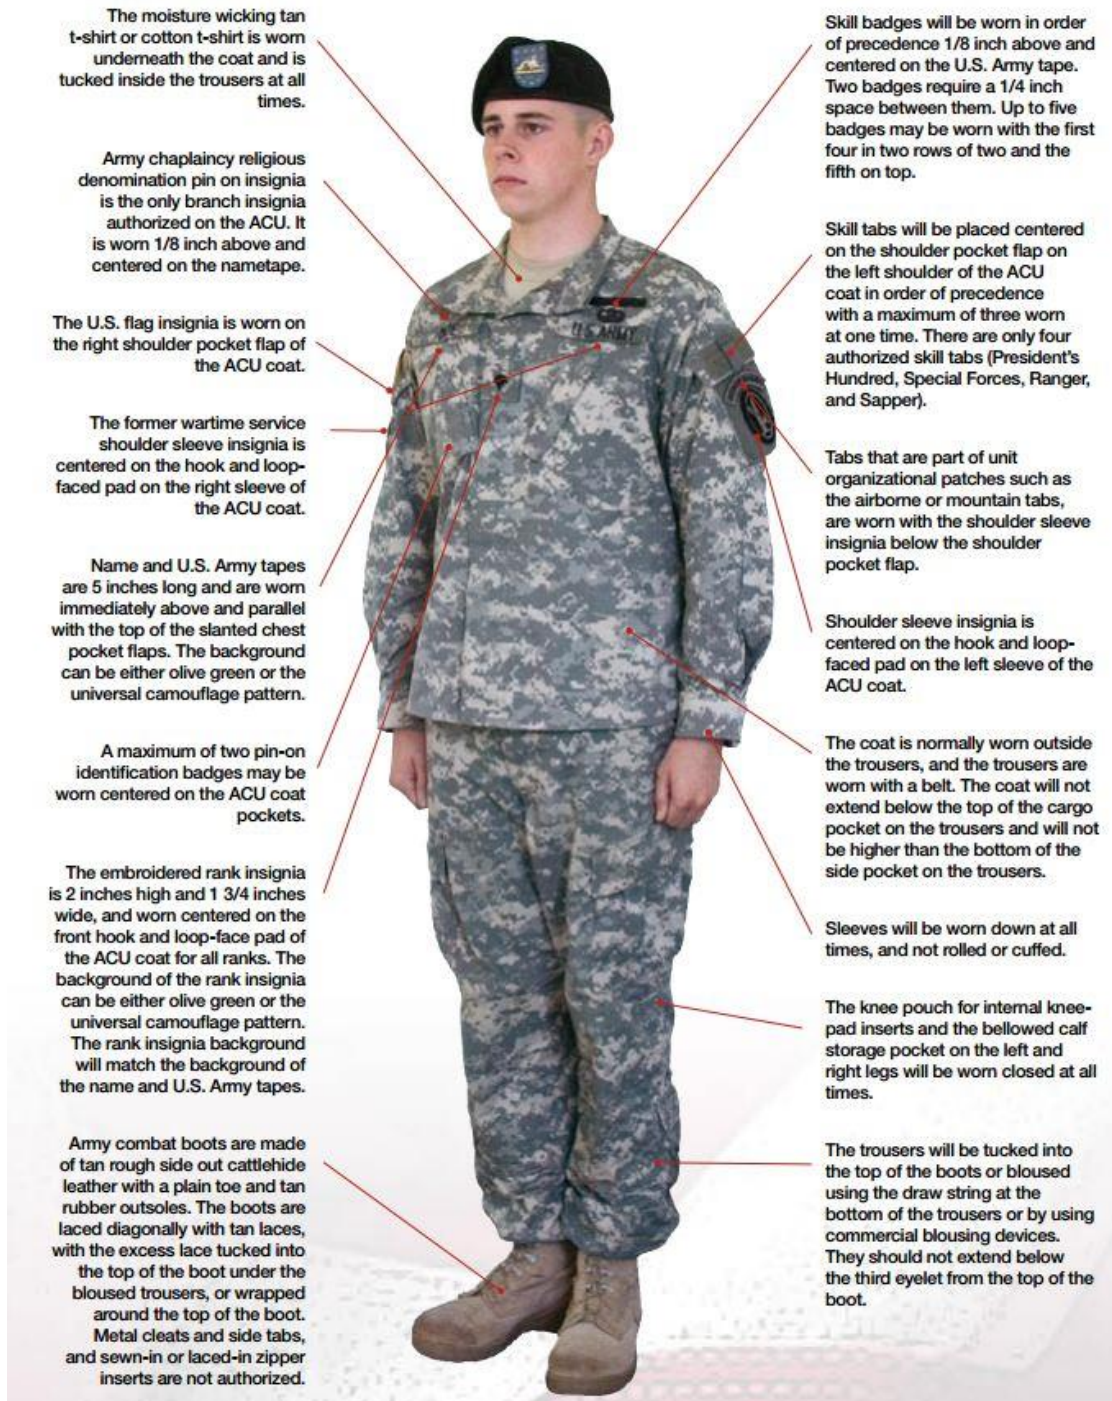 The moisture wicking tan
t-shirt or cotton t-shirt is worn
underneath the coat and is
tucked inside the trousers at all
times.
Army chaplaincy religious
denomination pin on insignia
is the only branch insignia
authorized on the ACU. It
is worn 1/8 inch above and
centered on the nametape.
The U.S. flag insignia is worn on
the right shoulder pocket flap of
the ACU coat.
The former wartime service
shoulder sleeve insignia is
centered on the hook and loop-
faced pad on the right sleeve of
the ACU coat.
Name and U.S. Army tapes
are 5 inches long and are worn
immediately above and parallel
with the top of the slanted chest
pocket flaps. The background
can be either olive green or the
universal camouflage pattern.
A maximum of two pin-on
identification badges may be
worn centered on the ACU coat
pockets.
The embroidered rank insignia
is 2 inches high and 1 3/4 inches
wide, and worn centered on the
front hook and loop-face pad of
the ACU coat for all ranks. The
background of the rank insignia
can be either olive green or the
universal camouflage pattern.
The rank insignia background
will match the background of
the name and U.S. Army tapes.
Army combat boots are made
of tan rough side out cattlehide
leather with a plain toe and tan
rubber outsoles. The boots are
laced diagonally with tan laces,
with the excess lace tucked into
the top of the boot under the
bloused trousers, or wrapped
around the top of the boot.
Metal cleats and side tabs,
and sewn-in or laced-in zipper
inserts are not authorized.
U.S. ARMY
Skill badges will be worn in order
of precedence 1/8 inch above and
centered on the U.S. Army tape.
Two badges require a 1/4 inch
space between them. Up to five
badges may be worn with the first
four in two rows of two and the
fifth on top.
Skill tabs will be placed centered
on the shoulder pocket flap on
the left shoulder of the ACU
coat in order of precedence
with a maximum of three worn
at one time. There are only four
authorized skill tabs (President's
Hundred, Special Forces, Ranger,
and Sapper).
Tabs that are part of unit
organizational patches such as
the airborne or mountain tabs,
are worn with the shoulder sleeve
insignia below the shoulder
pocket flap.
Shoulder sleeve insignia is
centered on the hook and loop-
faced pad on the left sleeve of the
ACU coat.
The coat is normally worn outside
the trousers, and the trousers are
worn with a belt. The coat will not
extend below the top of the cargo
pocket on the trousers and will not
be higher than the bottom of the
side pocket on the trousers.
Sleeves will be worn down at all
times, and not rolled or cuffed.
The knee pouch for internal knee-
pad inserts and the bellowed calf
storage pocket on the left and
right legs will be worn closed at all
times.
The trousers will be tucked into
the top of the boots or bloused
using the draw string at the
bottom of the trousers or by using
commercial blousing devices.
They should not extend below
the third eyelet from the top of the
boot.